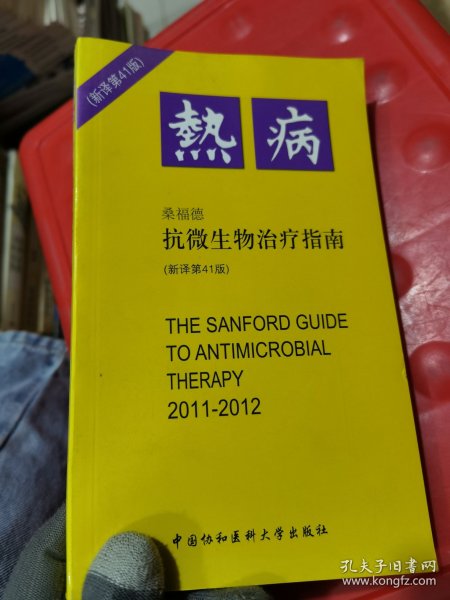 (新译第41版)
熱病
桑福德
抗微生物治疗指南
(新译第41版)
THE SANFORD GUIDE
TO ANTIMICROBIAL
THERAPY
2011-2012
中国协和医科大学出版社
孔夫子旧书网
www.kongfz.com